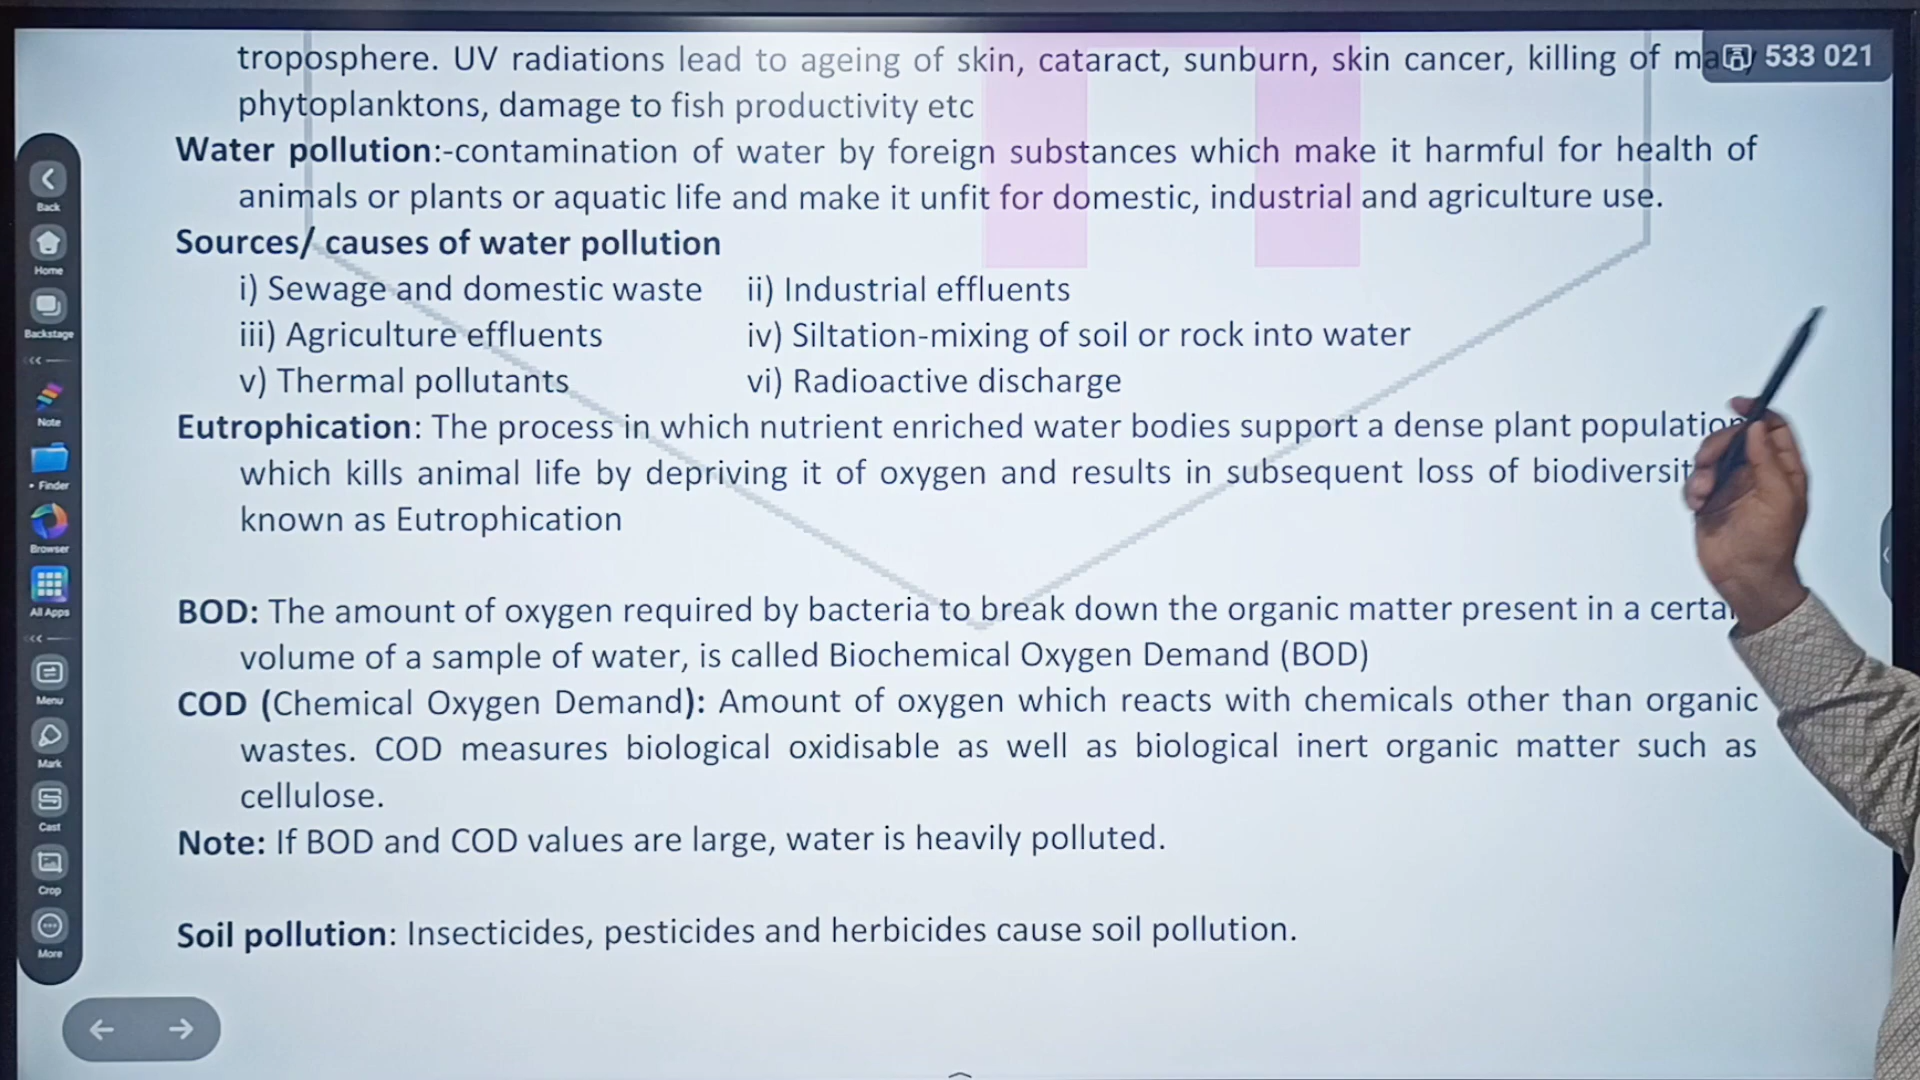 troposphere. UV radiations lead to ageing of skin, cataract, sunburn, skin cancer, killing of
533 021
phytoplanktons, damage to fish productivity etc
Water pollution:-contamination of water by foreign substances which make it harmful for health of
animals or plants or aquatic life and make it unfit for domestic, industrial and agriculture use.
Sources/ causes of water pollution
i) Sewage and domestic waste ii) Industrial effluents
iii) Agriculture effluents iv) Siltation-mixing of soil or rock into water
v) Thermal pollutants vi) Radioactive discharge
Eutrophication: The process in which nutrient enriched water bodies support a dense plant population
which kills animal life by depriving it of oxygen and results in subsequent loss of
known as Eutrophication
BOD: The amount of oxygen required by bacteria to break down the organic matter present in a
volume of a sample of water, is called Biochemical Oxygen Demand (BOD)
COD (Chemical Oxygen Demand): Amount of oxygen which reacts with chemicals other than organic
wastes. COD measures biological oxidisable as well as biological inert organic matter such as
cellulose.
Note: If BOD and COD values are large, water is heavily polluted.
Soil pollution: Insecticides, pesticides and herbicides cause soil pollution.
Back
Home
Backstage
Note
• Finder
Browser
All Apps
Menu
Mark
Cast
Crop
More